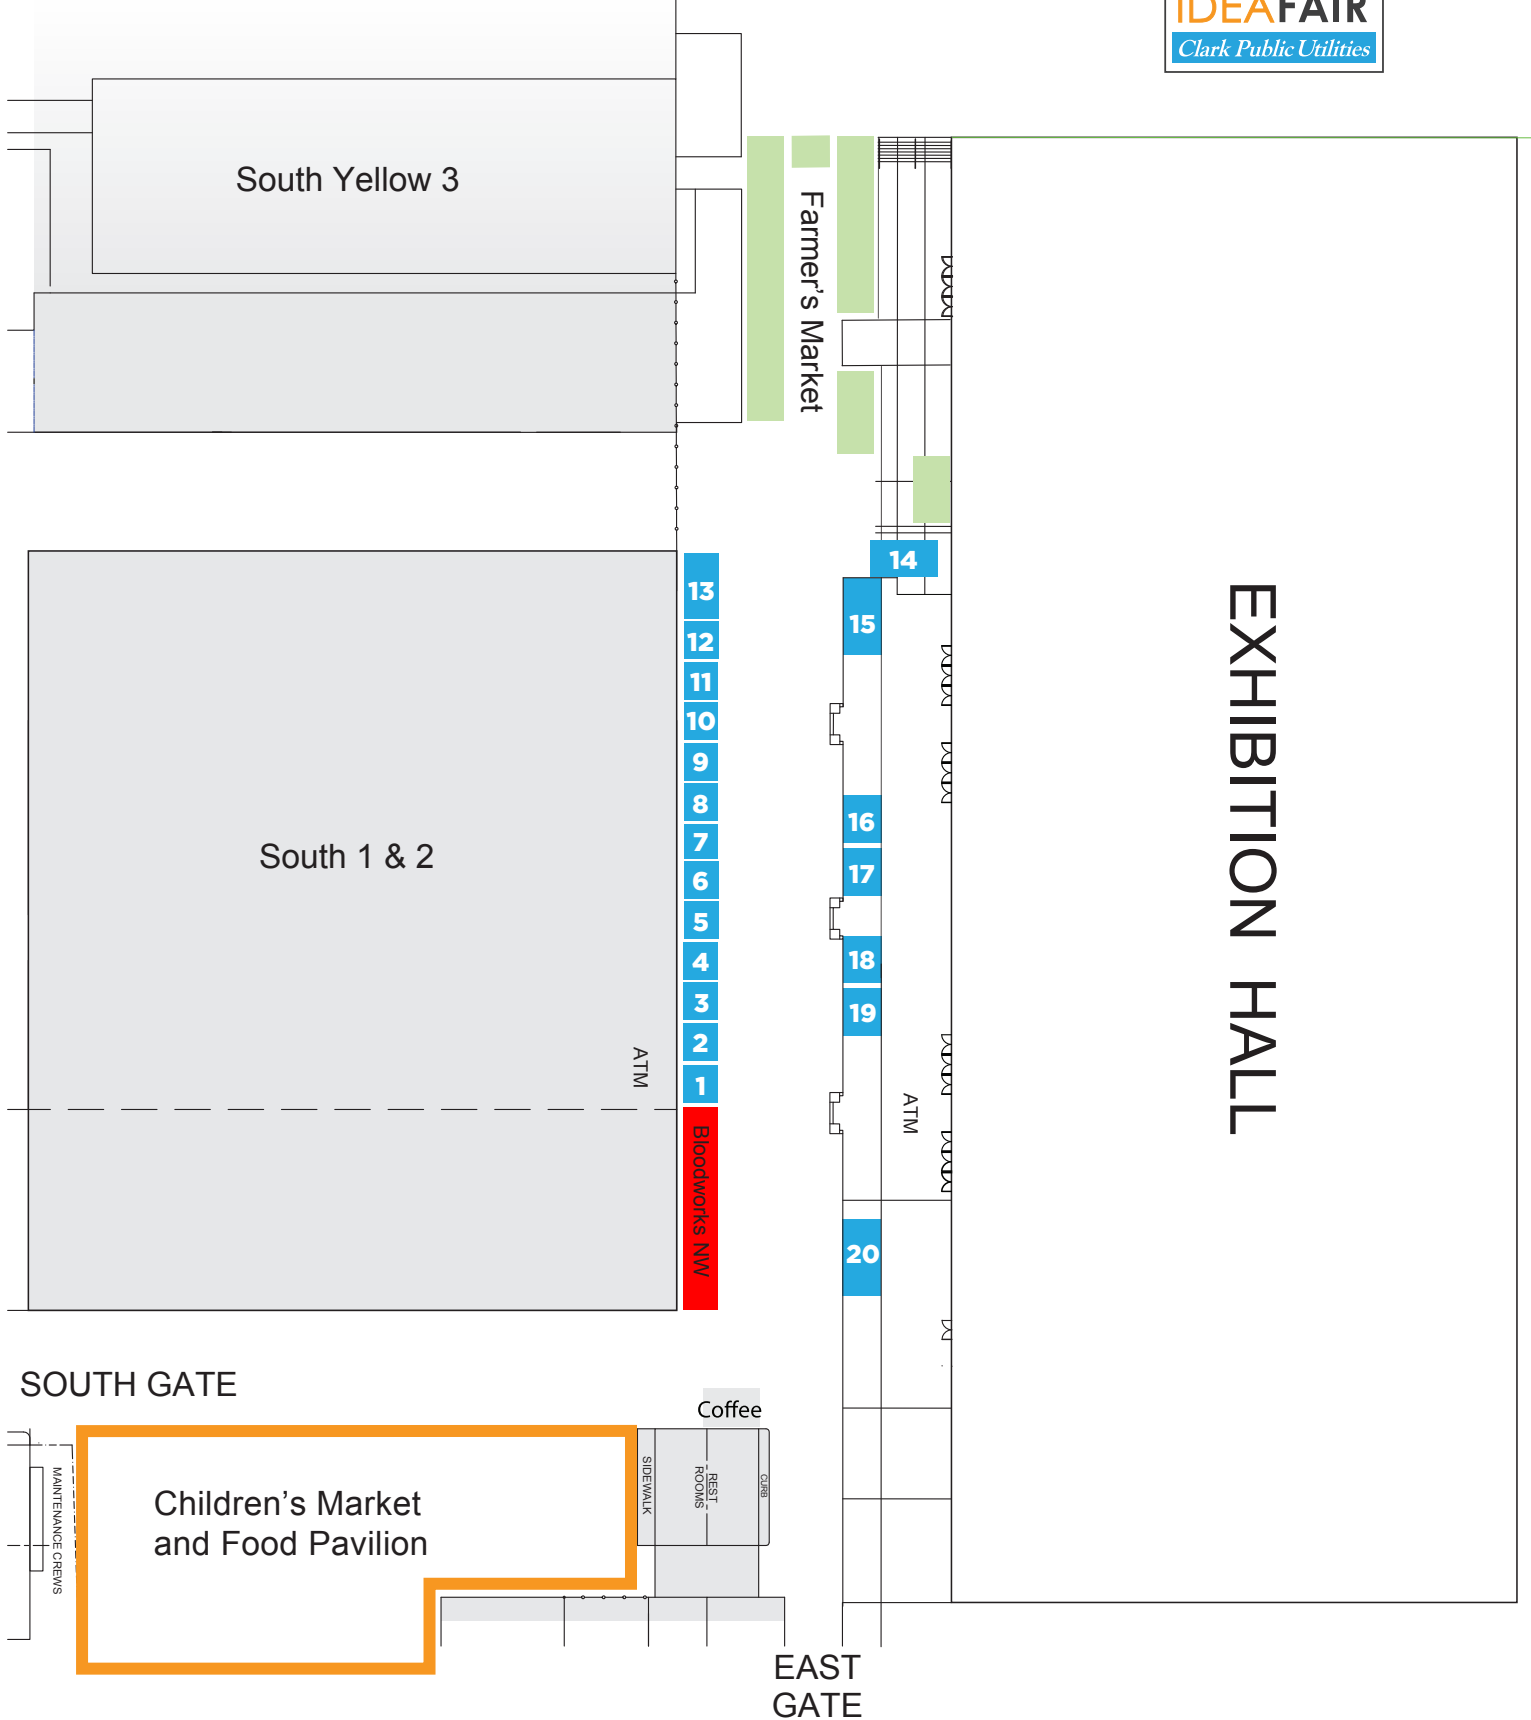 IDEAFAIR
Clark Public Utilities
South Yellow 3
Farmer's Market
14
13
15
12
11
10
9
8
16
7
South 1 & 2
17
6
5
4
18
3
19
2
1
ATM
ATM
EXHIBITION HALL
Bloodworks NW
20
SOUTH GATE
Coffee
MAINTENANCE CREWS
Children's Market
and Food Pavilion
SIDEWALK
REST
ROOMS
CURB
EAST
GATE